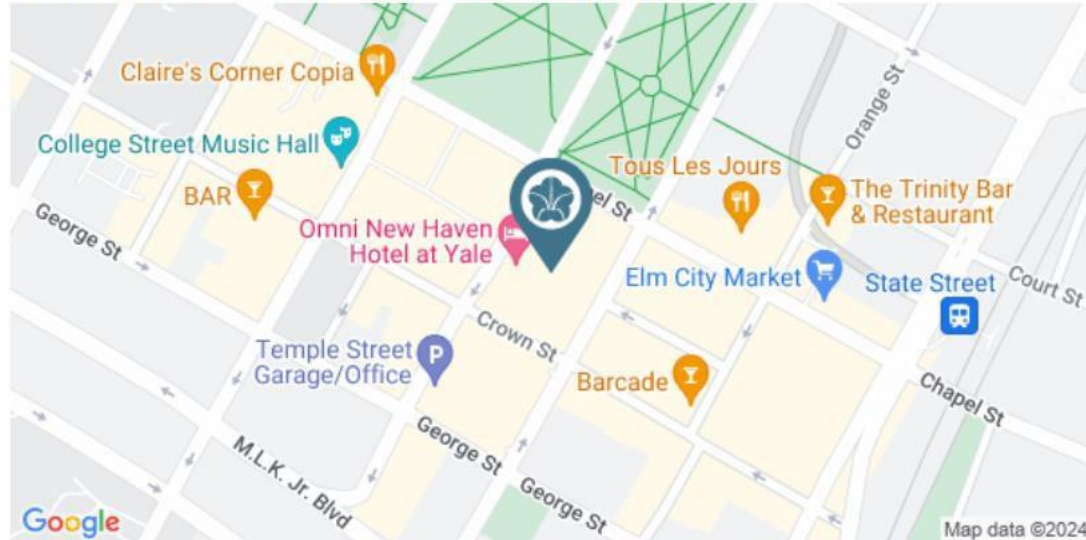 Claire's Corner Copia
College Street Music Hall
BAR
George St
Omni New Haven
Hotel at Yale
Tous Les Jours
Orange St
The Trinity Bar
& Restaurant
Elm City Market
State Street
Court St
Crown St
Temple Street
Garage/Office
P
Barcade
Chapel St
George St
George St
M.L.K. Jr. Blvd
Google
Map data ©2024